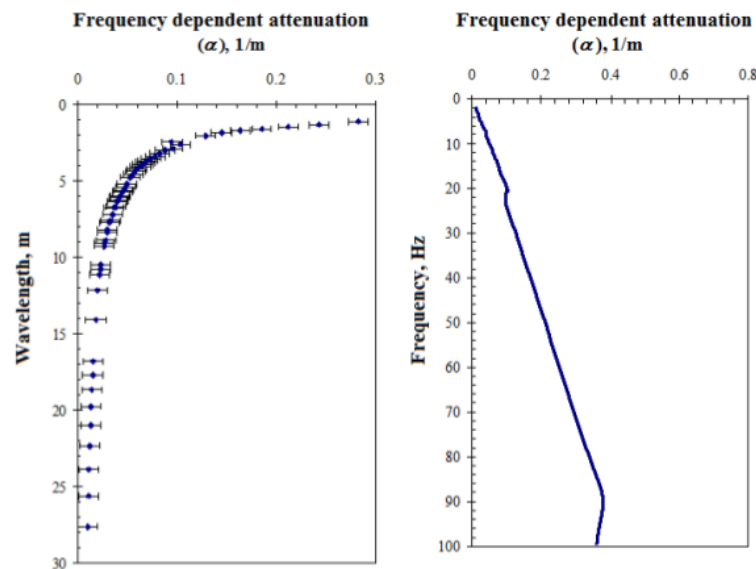 Frequency dependent attenuation
(α), 1/m
0 0.1 0.2 0.3
0
5
10
15
20
25
30
Wavelength, m
Frequency dependent attenuation
(α), 1/m
0 0.2 0.4 0.6 0.8
0
10
20
30
40
50
60
70
80
90
100
Frequency, Hz